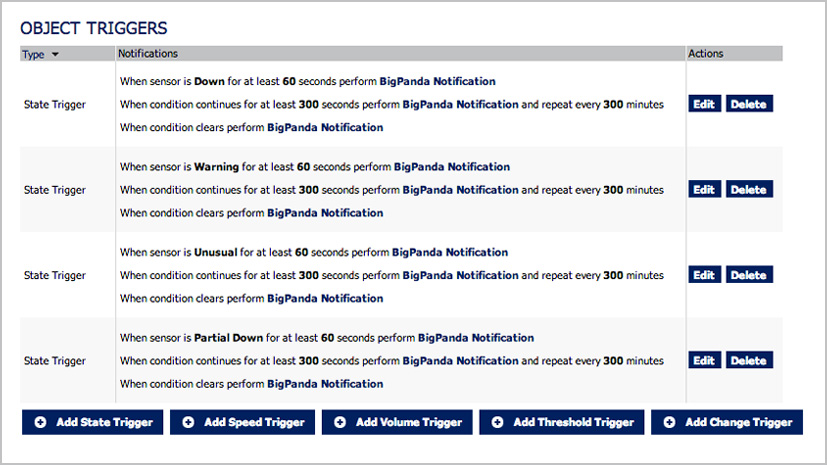 OBJECT TRIGGERS
Type Notifications Actions
When sensor is Down for at least 60 seconds perform BigPanda Notification
State Trigger When condition continues for at least 300 seconds perform BigPanda Notification and repeat every 300 minutes Edit Delete
When condition clears perform BigPanda Notification
When sensor is Warning for at least 60 seconds perform BigPanda Notification
State Trigger When condition continues for at least 300 seconds perform BigPanda Notification and repeat every 300 minutes Edit Delete
When condition clears perform BigPanda Notification
When sensor is Unusual for at least 60 seconds perform BigPanda Notification
State Trigger When condition continues for at least 300 seconds perform BigPanda Notification and repeat every 300 minutes Edit Delete
When condition clears perform BigPanda Notification
When sensor is Partial Down for at least 60 seconds perform BigPanda Notification
State Trigger When condition continues for at least 300 seconds perform BigPanda Notification and repeat every 300 minutes Edit Delete
When condition clears perform BigPanda Notification
Add State Trigger Add Speed Trigger Add Volume Trigger Add Threshold Trigger Add Change Trigger